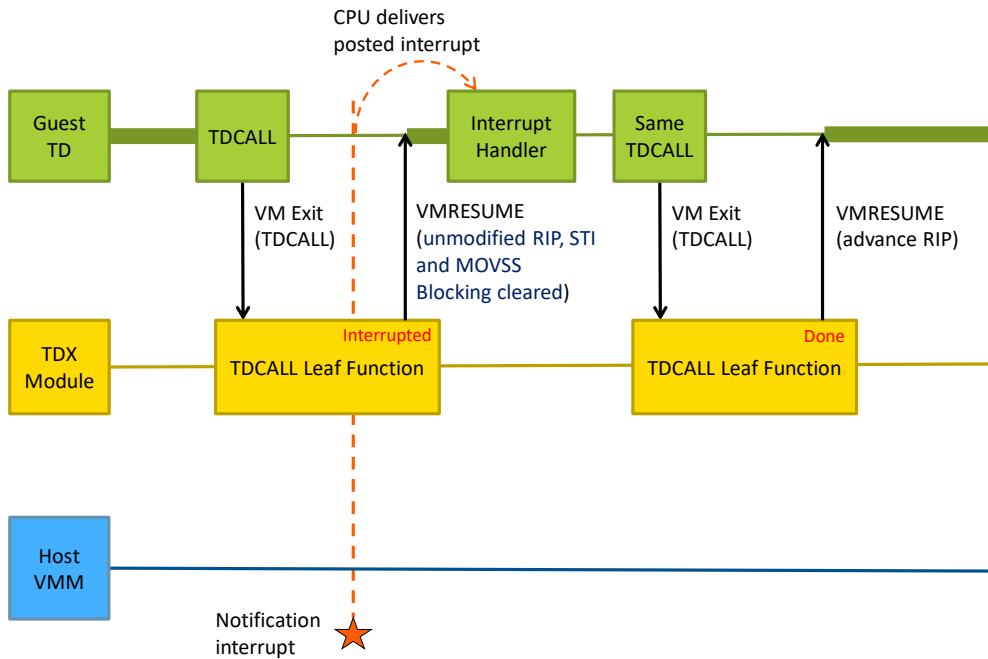 CPU delivers
posted interrupt
Guest
TD
TDCALL
Interrupt
Handler
Same
TDCALL
VM Exit
(TDCALL)
VMRESUME
(unmodified RIP, STI
and MOVSS
Blocking cleared)
VM Exit
(TDCALL)
VMRESUME
(advance RIP)
TDX
Module
Interrupted
TDCALL Leaf Function
Done
TDCALL Leaf Function
Host
VMM
Notification
interrupt